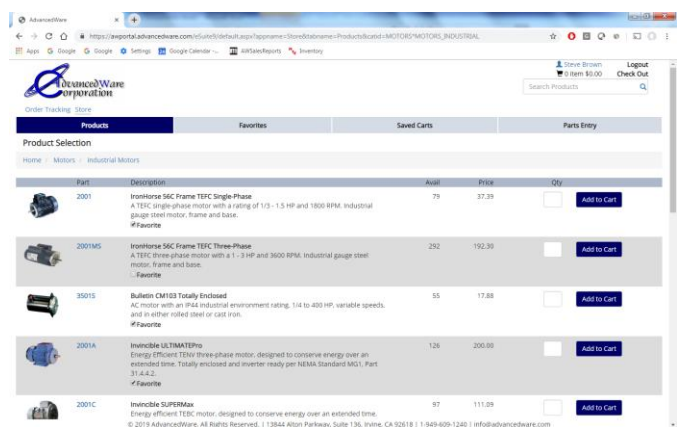 AdvancedWare
https://awportal.advancedware.com/eSuite9/default.aspx?appname=Store&tabname=Products&catid=MOTORS*MOTORS_INDUSTRIAL
Apps Google Google Settings Google Calendar -... AWSalesReports Inventory
Steve Brown Logout
0 item $0.00 Check Out
AdvancedWare
Corporation
Search Products
Order Tracking Store
Products Favorites Saved Carts Parts Entry
Product Selection
Home / Motors / Industrial Motors
Part Description Avail Price Qty
2001 IronHorse 56C Frame TEFC Single-Phase 79 37.39
A TEFC single-phase motor with a rating of 1/3 - 1.5 HP and 1800 RPM. Industrial
gauge steel motor, frame and base.
Add to Cart
Favorite
2001MS IronHorse 56C Frame TEFC Three-Phase 292 192.30
A TEFC three-phase motor with a 1 - 3 HP and 3600 RPM. Industrial gauge steel
motor, frame and base.
Add to Cart
Favorite
3501S Bulletin CM103 Totally Enclosed 55 17.88
AC motor with an IP44 industrial environment rating, 1/4 to 400 HP, variable speeds,
and in either rolled steel or cast iron.
Add to Cart
Favorite
2001A Invincible ULTIMATEPro 126 200.00
Energy Efficient TENV three-phase motor, designed to conserve energy over an
extended time. Totally enclosed and inverter ready per NEMA Standard MG1, Part
31.4.4.2.
Add to Cart
Favorite
2001C Invincible SUPERMax 97 111.09
Energy efficient TEBC motor, designed to conserve energy over an extended time.
Add to Cart
© 2019 AdvancedWare. All Rights Reserved. | 13844 Alton Parkway, Suite 136, Irvine, CA 92618 | 1-949-609-1240 | info@advancedware.com